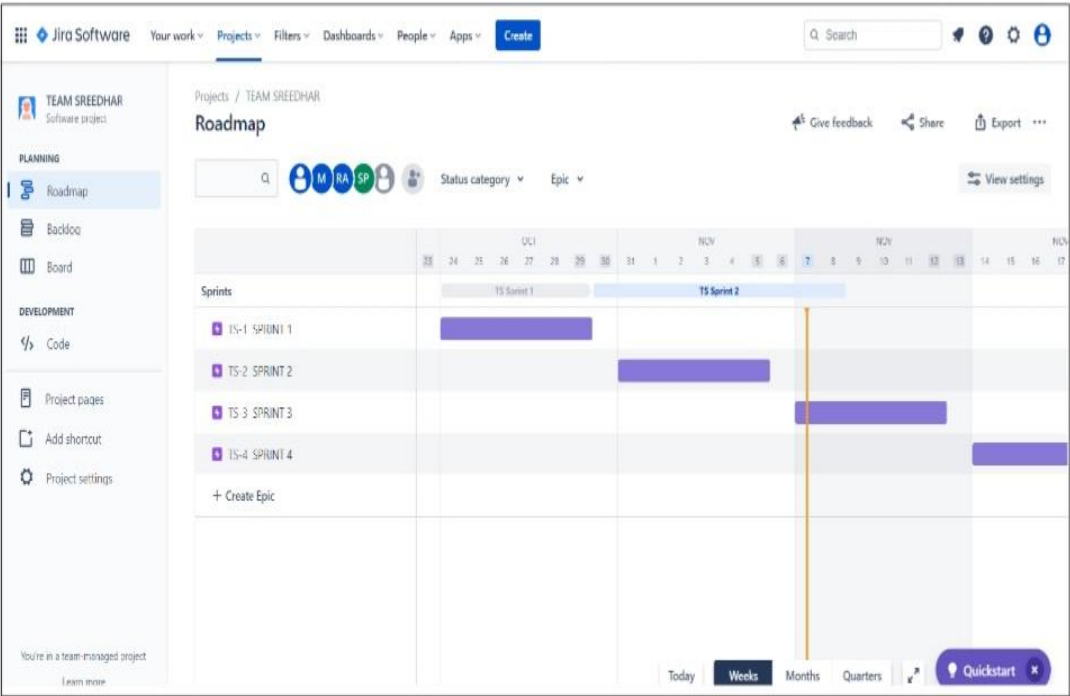 Jira Software Your work Projects Filters Dashboards People Apps Create Search
TEAM SREEDHAR
Software project
PLANNING
Roadmap
Backlog
Board
DEVELOPMENT
Code
Project pages
Add shortcut
Project settings
You're in a team-managed project
Learn more
Projects / TEAM SREEDHAR
Roadmap
Give feedback Share Export
M RA SP Status category Epic View settings
OCT NOV NOV NOV
23 24 25 26 27 28 29 30 31 1 2 3 4 5 6 7 8 9 10 11 12 13 14 15 16 17
Sprints TS Sprint 1 TS Sprint 2
TS-1 SPRINT 1
TS-2 SPRINT 2
TS-3 SPRINT 3
TS-4 SPRINT 4
+ Create Epic
Today Weeks Months Quarters Quickstart